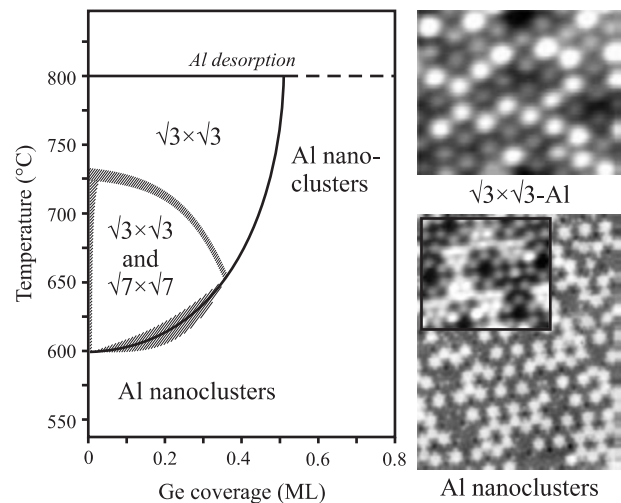 Al desorption
800
√3×√3
750
Al nano-
clusters
Temperature (°C)
700
√3×√3
and
√7×√7
650
600
Al nanoclusters
550
0
0.2
0.4
0.6
0.8
Ge coverage (ML)
√3×√3-Al
Al nanoclusters